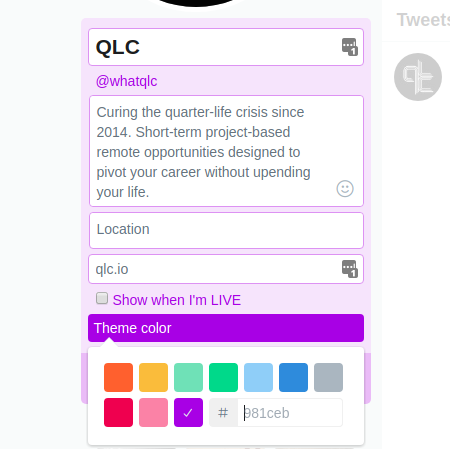 Tweets
QLC
@whatqlc
Curing the quarter-life crisis since
2014. Short-term project-based
remote opportunities designed to
pivot your career without upending
your life.
Location
qlc.io
Show when I'm LIVE
Theme color
# 981ceb